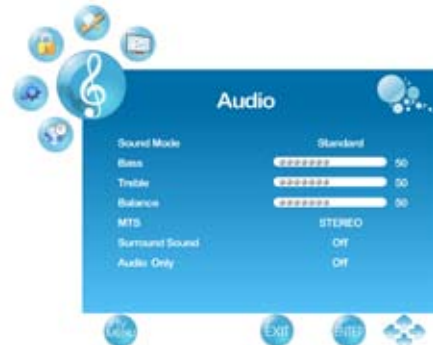 Audio
Sound Mode Standard
Bass ####### 50
Treble ####### 50
Balance ####### 50
MTS STEREO
Surround Sound Off
Audio Only Off
MENU EXIT ENTER